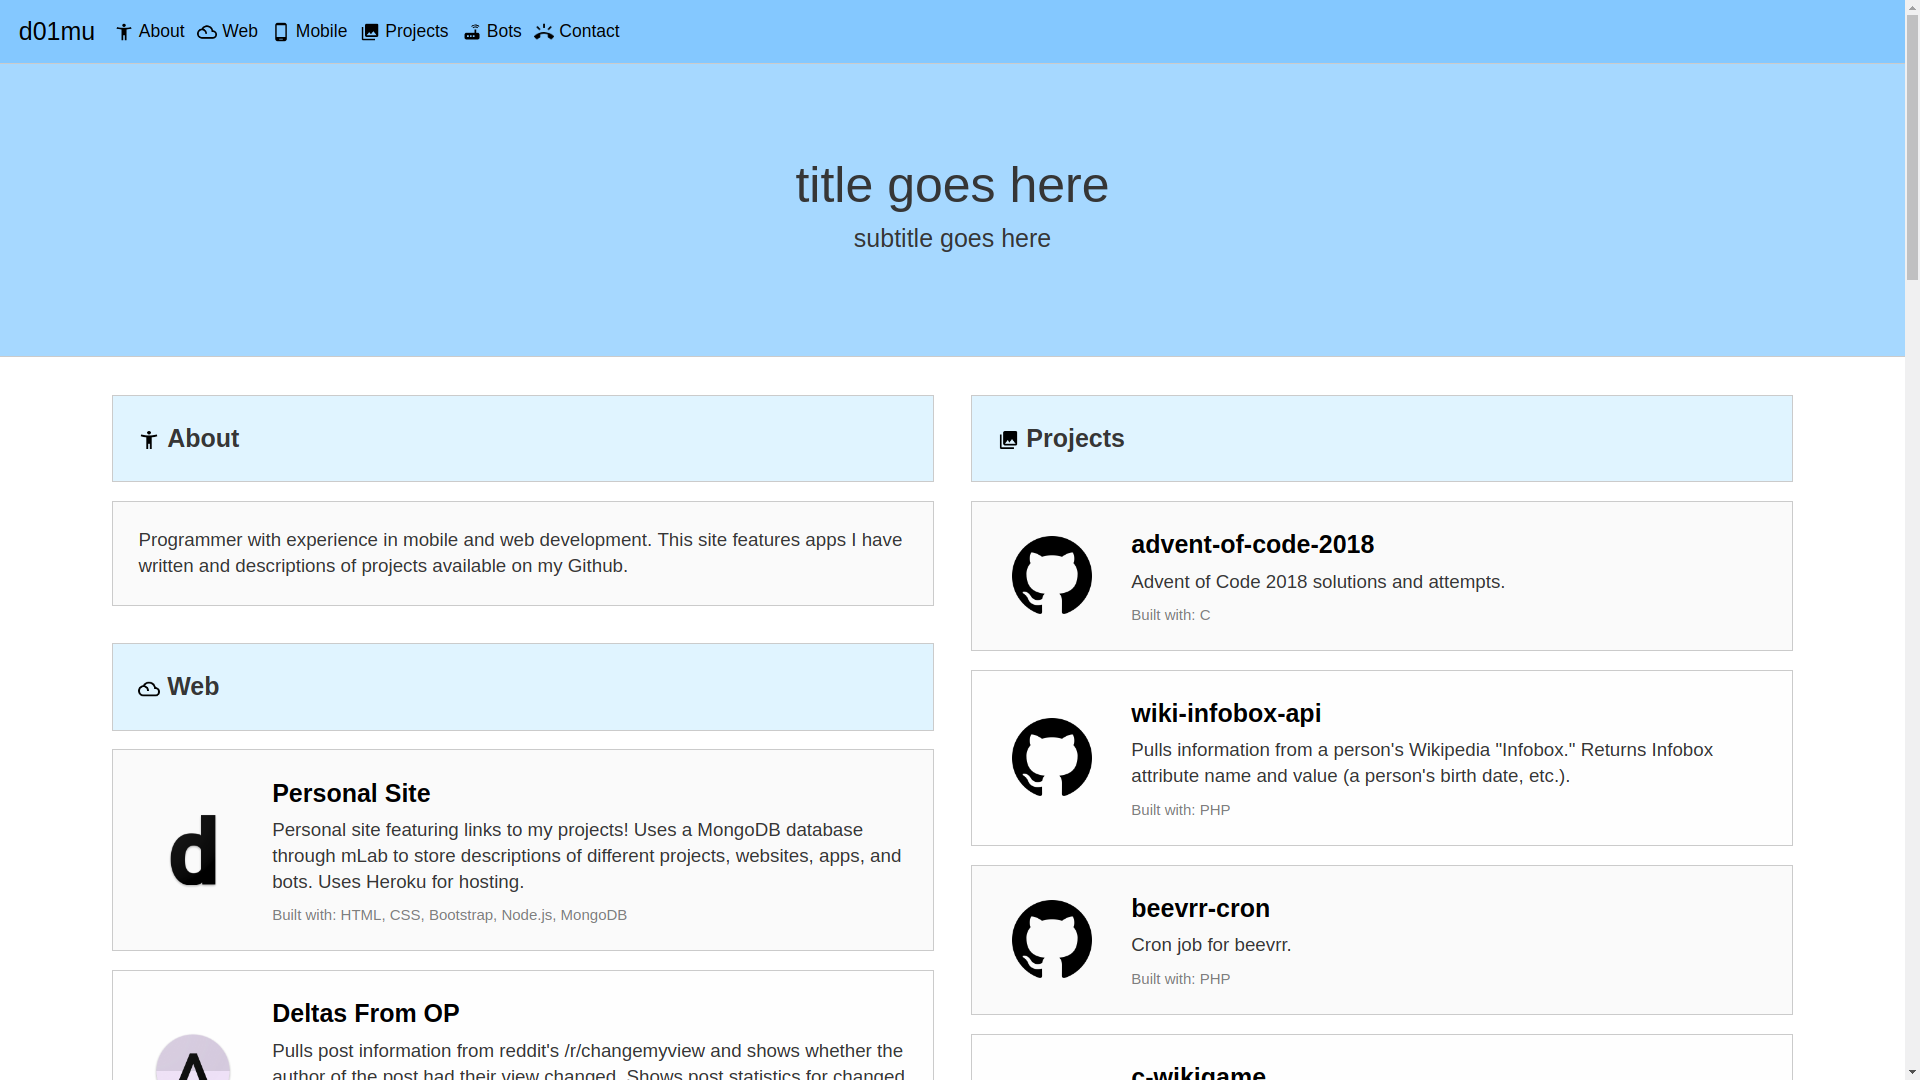 d01mu About Web Mobile Projects Bots Contact
title goes here
subtitle goes here
About
Programmer with experience in mobile and web development. This site features apps I have
written and descriptions of projects available on my Github.
Web
d
Personal Site
Personal site featuring links to my projects! Uses a MongoDB database
through mLab to store descriptions of different projects, websites, apps, and
bots. Uses Heroku for hosting.
Built with: HTML, CSS, Bootstrap, Node.js, MongoDB
Deltas From OP
Pulls post information from reddit's /r/changemyview and shows whether the
author of the post had their view changed. Shows post statistics for changed
Projects
advent-of-code-2018
Advent of Code 2018 solutions and attempts.
Built with: C
wiki-infobox-api
Pulls information from a person's Wikipedia "Infobox." Returns Infobox
attribute name and value (a person's birth date, etc.).
Built with: PHP
beevrr-cron
Cron job for beevrr.
Built with: PHP
c-wikigame